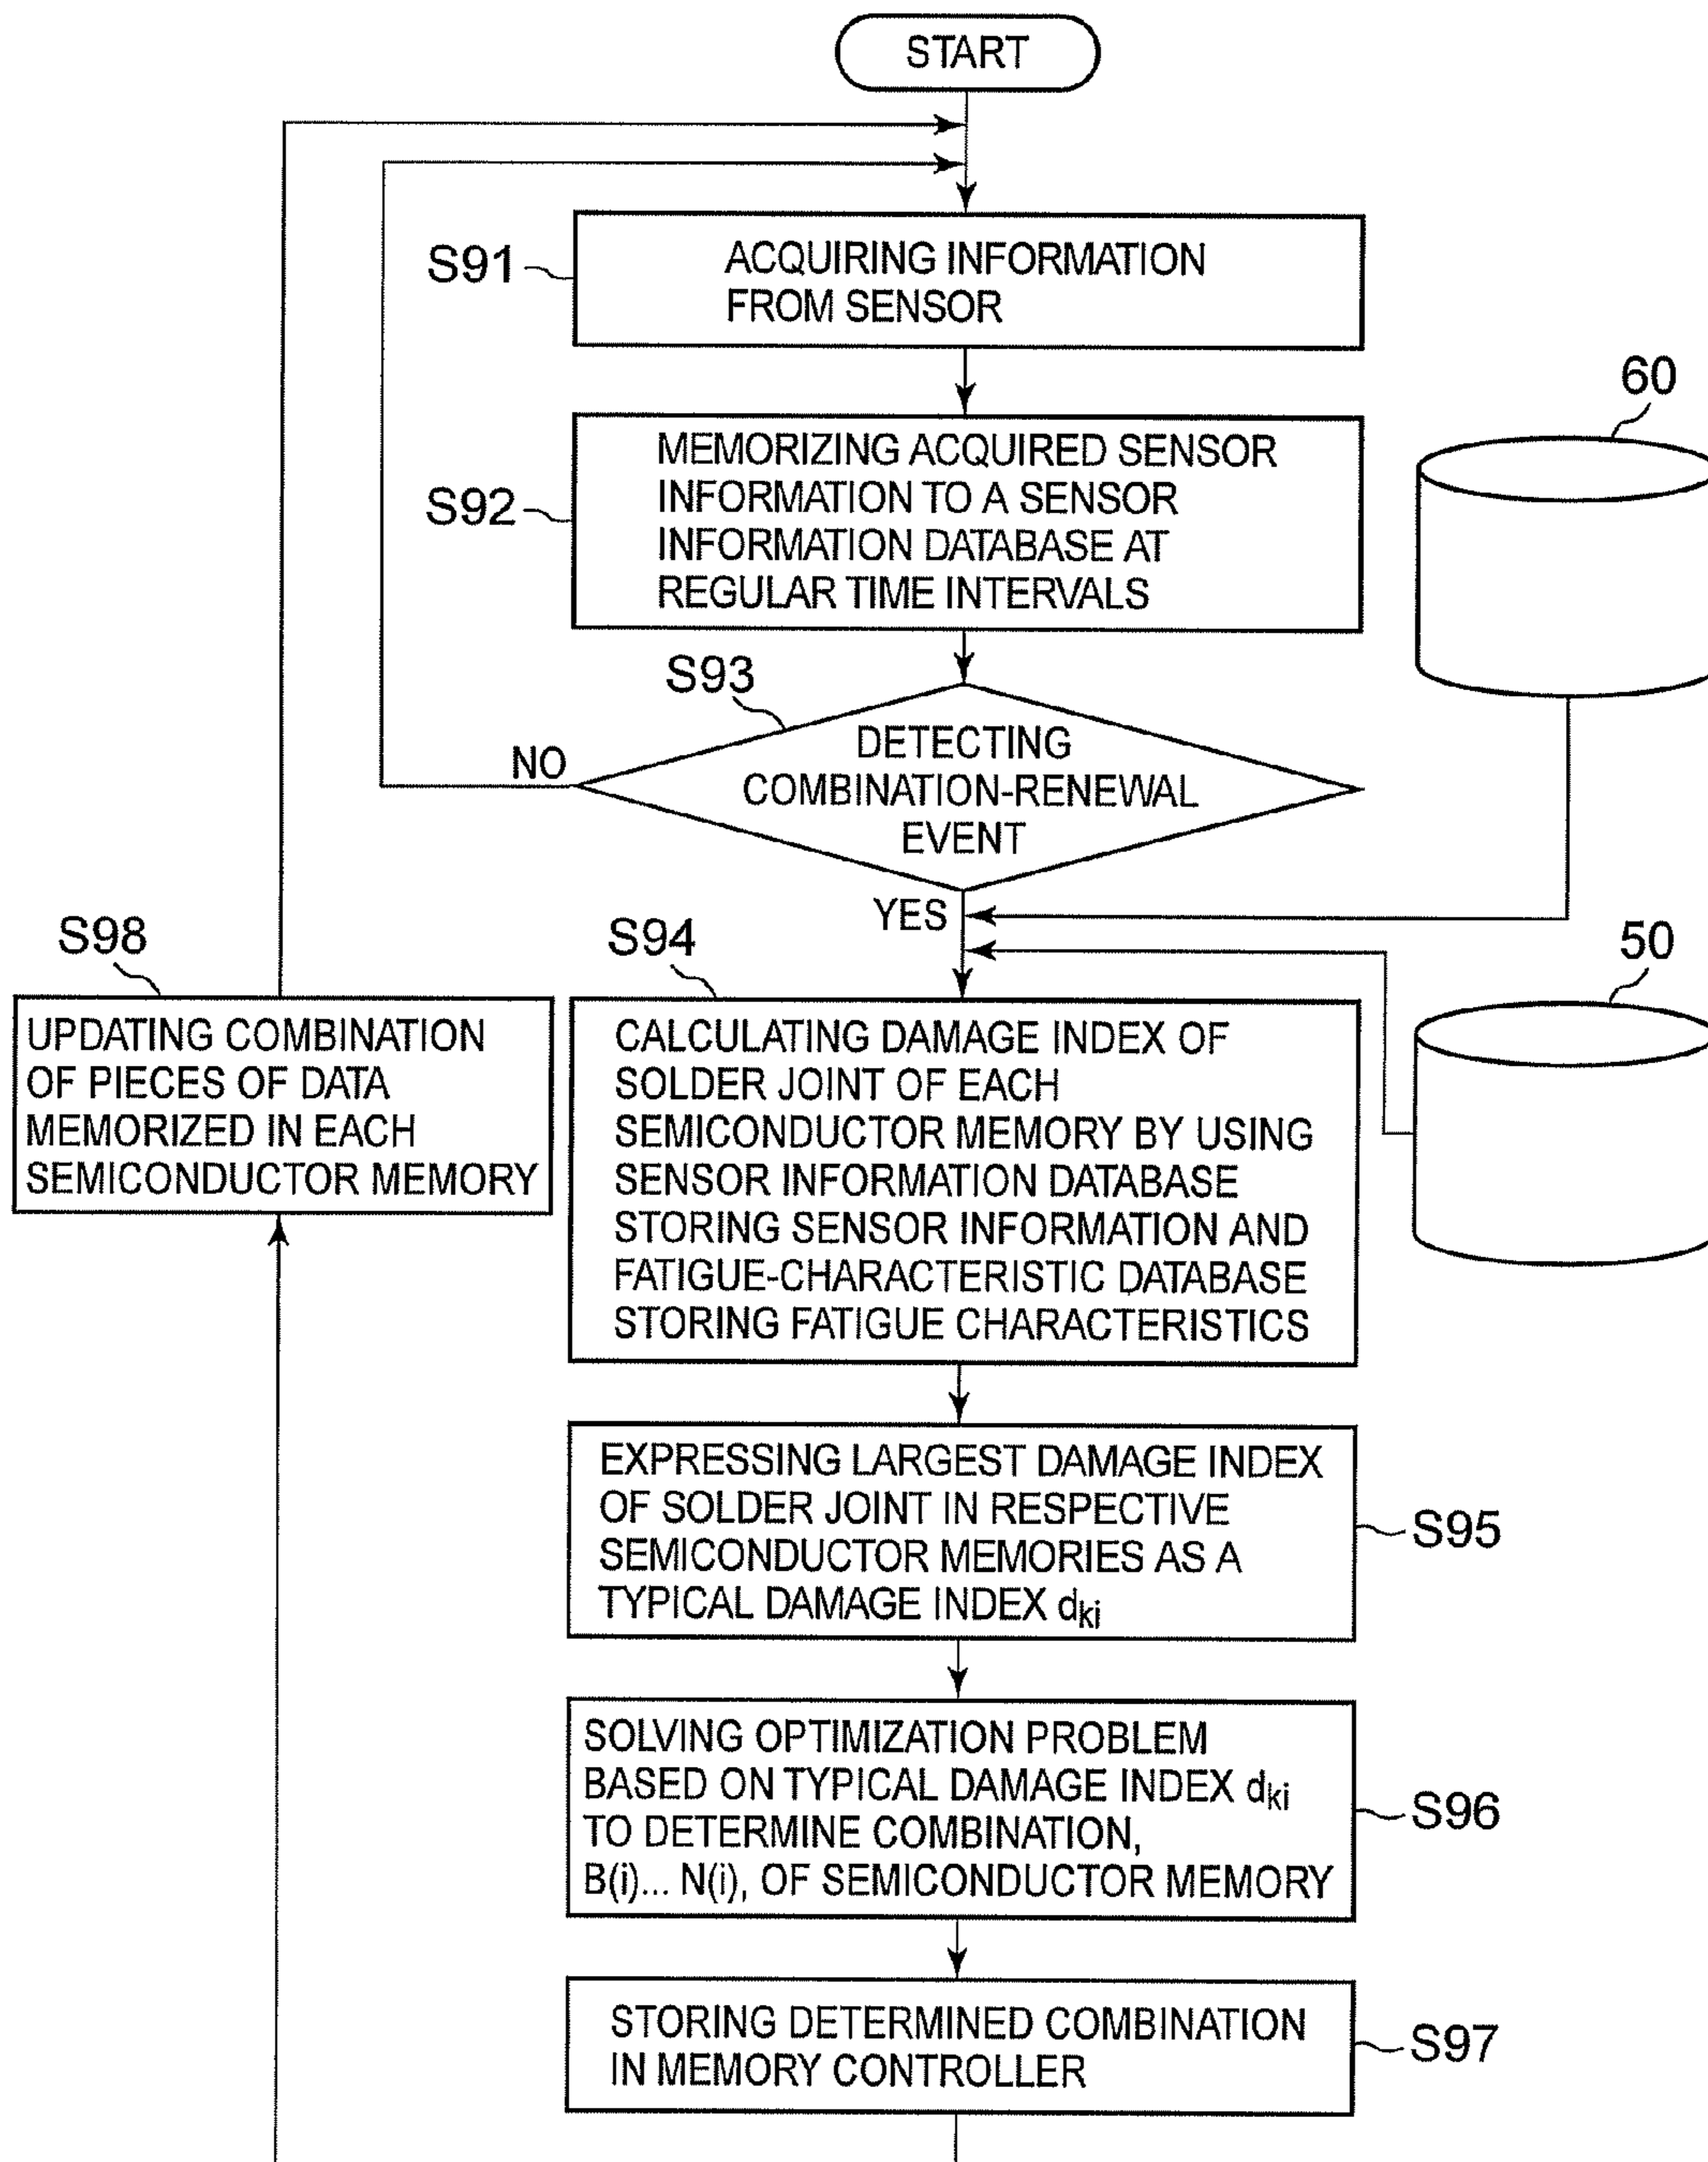 START
S91
ACQUIRING INFORMATION
FROM SENSOR
60
S92
MEMORIZING ACQUIRED SENSOR
INFORMATION TO A SENSOR
INFORMATION DATABASE AT
REGULAR TIME INTERVALS
S93
NO
DETECTING
COMBINATION-RENEWAL
EVENT
YES
S98
UPDATING COMBINATION
OF PIECES OF DATA
MEMORIZED IN EACH
SEMICONDUCTOR MEMORY
S94
50
CALCULATING DAMAGE INDEX OF
SOLDER JOINT OF EACH
SEMICONDUCTOR MEMORY BY USING
SENSOR INFORMATION DATABASE
STORING SENSOR INFORMATION AND
FATIGUE-CHARACTERISTIC DATABASE
STORING FATIGUE CHARACTERISTICS
EXPRESSING LARGEST DAMAGE INDEX
OF SOLDER JOINT IN RESPECTIVE
SEMICONDUCTOR MEMORIES AS A
TYPICAL DAMAGE INDEX dki
S95
SOLVING OPTIMIZATION PROBLEM
BASED ON TYPICAL DAMAGE INDEX dki
TO DETERMINE COMBINATION,
B(i)... N(i), OF SEMICONDUCTOR MEMORY
S96
STORING DETERMINED COMBINATION
IN MEMORY CONTROLLER
S97